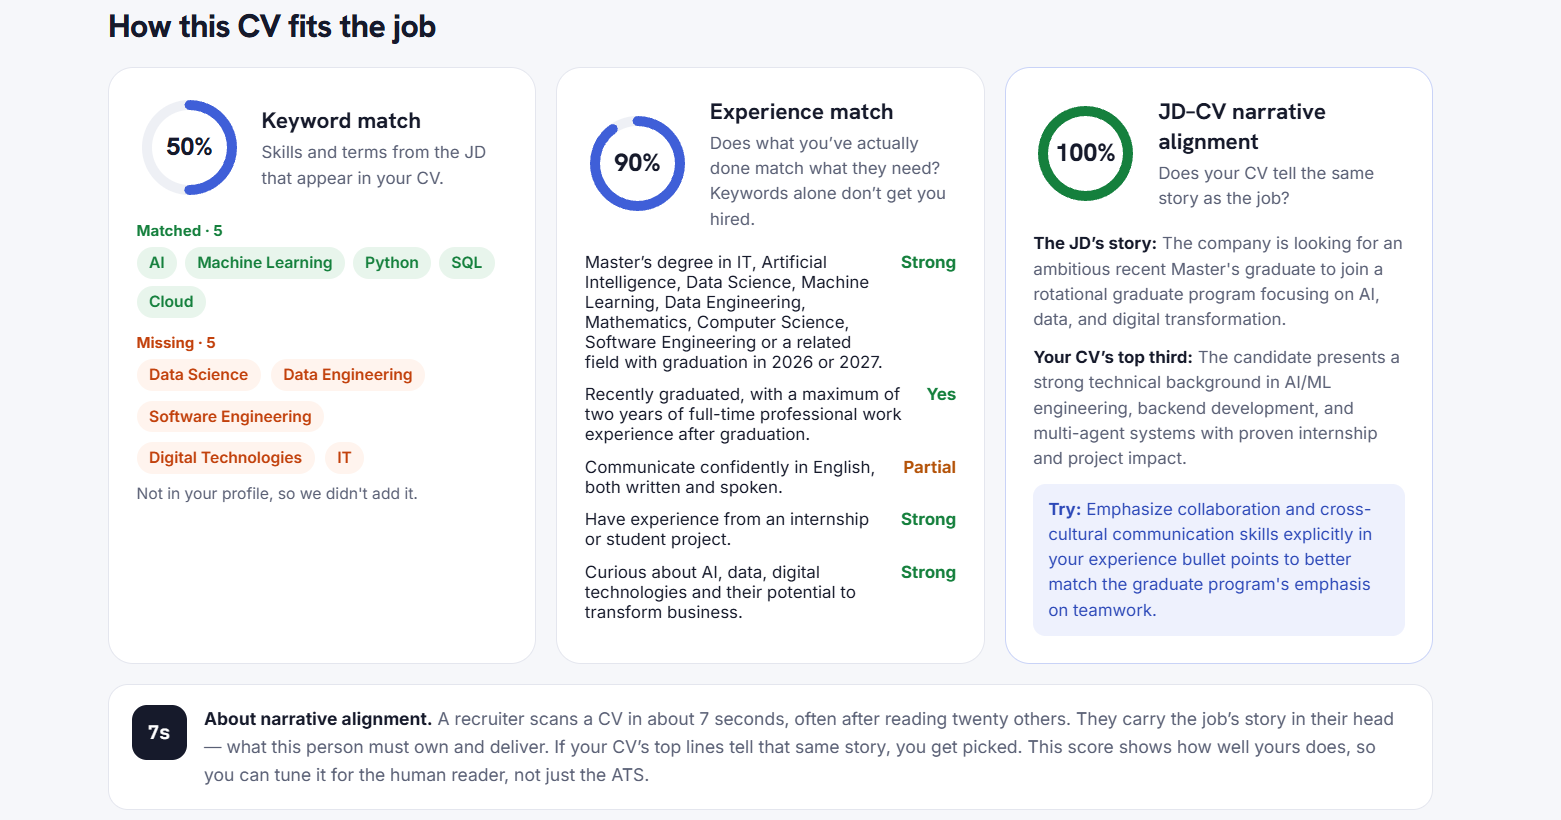 How this CV fits the job
50%
Keyword match
Skills and terms from the JD
that appear in your CV.
Matched · 5
AI
Machine Learning
Python
SQL
Cloud
Missing · 5
Data Science
Data Engineering
Software Engineering
Digital Technologies
IT
Not in your profile, so we didn't add it.
90%
Experience match
Does what you’ve actually
done match what they need?
Keywords alone don’t get you
hired.
Master’s degree in IT, Artificial
Intelligence, Data Science, Machine
Learning, Data Engineering,
Mathematics, Computer Science,
Software Engineering or a related
field with graduation in 2026 or 2027.
Strong
Recently graduated, with a maximum of
two years of full-time professional work
experience after graduation.
Yes
Communicate confidently in English,
both written and spoken.
Partial
Have experience from an internship
or student project.
Strong
Curious about AI, data, digital
technologies and their potential to
transform business.
Strong
100%
JD–CV narrative
alignment
Does your CV tell the same
story as the job?
The JD’s story: The company is looking for an
ambitious recent Master's graduate to join a
rotational graduate program focusing on AI,
data, and digital transformation.
Your CV’s top third: The candidate presents a
strong technical background in AI/ML
engineering, backend development, and
multi-agent systems with proven internship
and project impact.
Try: Emphasize collaboration and cross-
cultural communication skills explicitly in
your experience bullet points to better
match the graduate program's emphasis
on teamwork.
7s
About narrative alignment. A recruiter scans a CV in about 7 seconds, often after reading twenty others. They carry the job’s story in their head
— what this person must own and deliver. If your CV’s top lines tell that same story, you get picked. This score shows how well yours does, so
you can tune it for the human reader, not just the ATS.